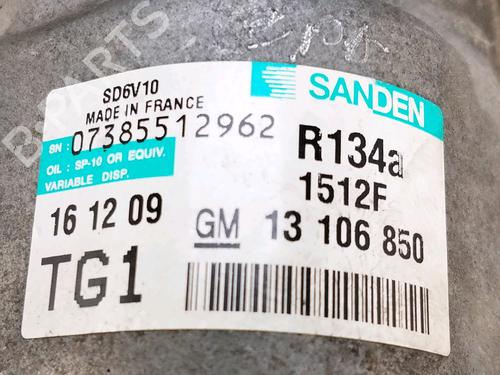 SANDEN
SD6V10
MADE IN FRANCE
SN : 07385512962
OIL : SP-10 OR EQUIV.
VARIABLE DISP.
R134a
1512F
16 12 09
GM 13 106 850
TG1
B-PARTS